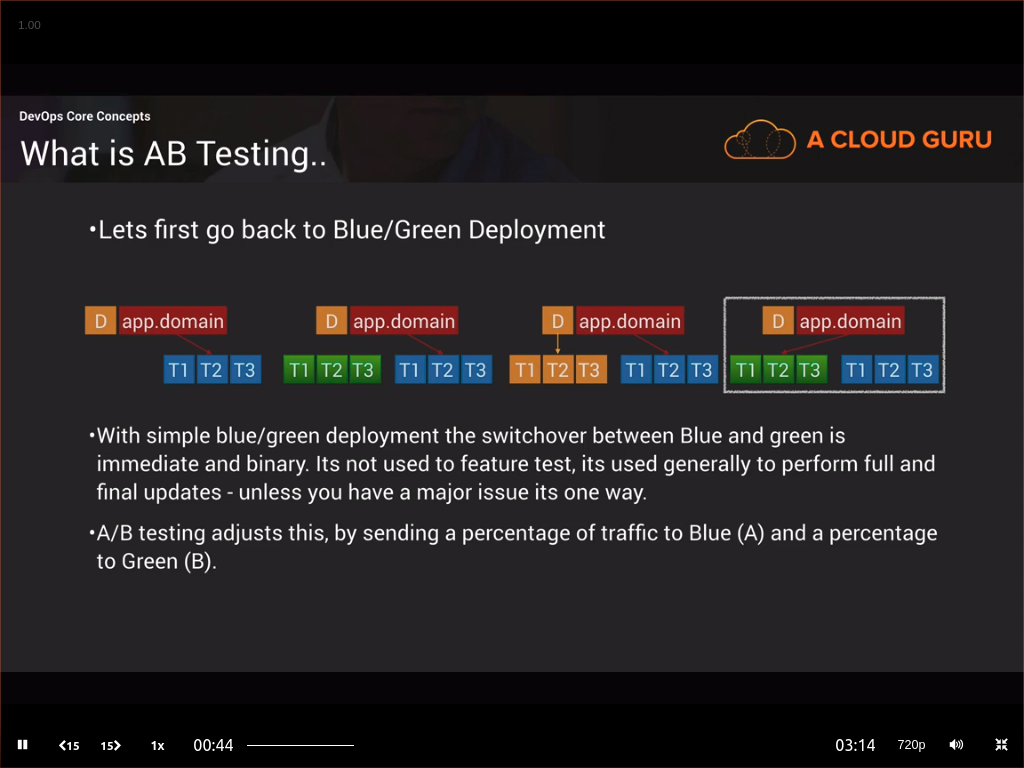 1.00
DevOps Core Concepts
What is AB Testing..
A CLOUD GURU
•Lets first go back to Blue/Green Deployment
D app.domain D app.domain D app.domain D app.domain
T1 T2 T3 T1 T2 T3 T1 T2 T3 T1 T2 T3 T1 T2 T3 T1 T2 T3 T1 T2 T3
•With simple blue/green deployment the switchover between Blue and green is
immediate and binary. Its not used to feature test, its used generally to perform full and
final updates - unless you have a major issue its one way.
•A/B testing adjusts this, by sending a percentage of traffic to Blue (A) and a percentage
to Green (B).
15 15 1x 00:44 03:14 720p